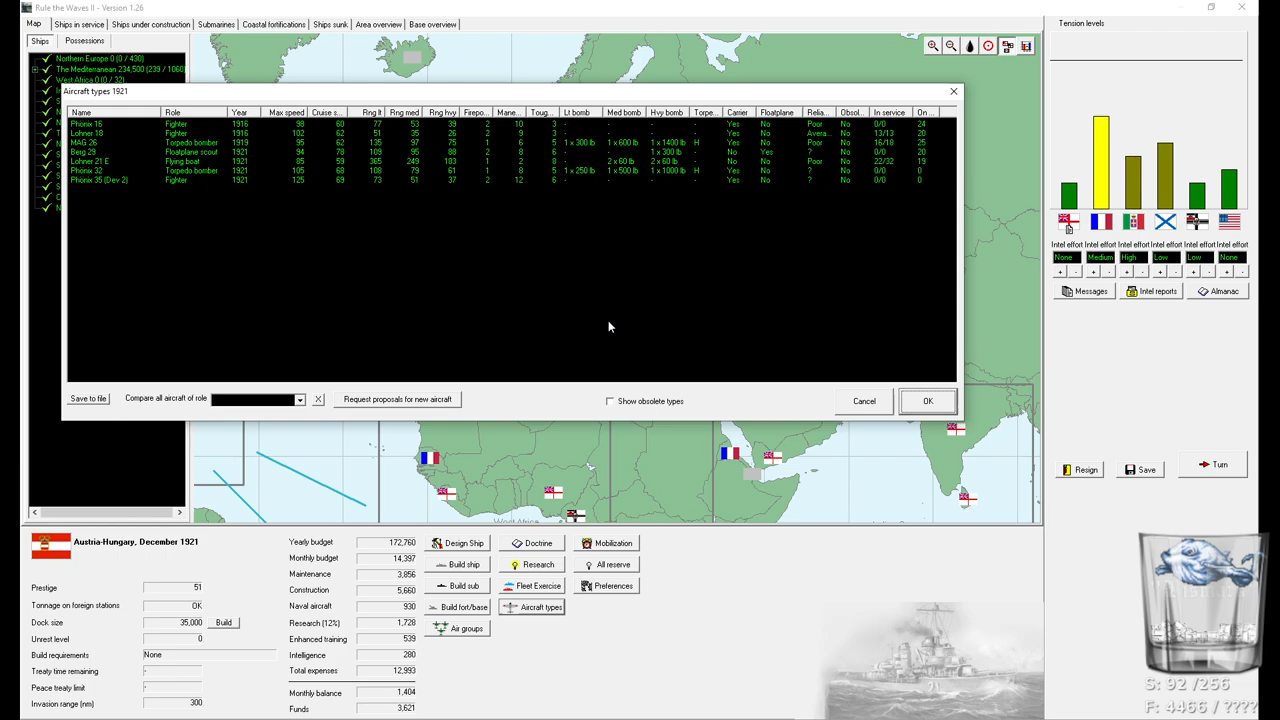 Rule the Waves II - Version 1.26
Map Ships in service Ships under construction Submarines Coastal fortifications Ships sunk Area overview Base overview
Tension levels
Ships Possessions
Northern Europe 0 (0 / 430)
The Mediterranean 234,500 (239 / 1060)
West Africa 0 (0 / 32)
Aircraft types 1921
Name Role Year Max speed Cruise s... Rng lt Rng med Rng hvy Firepo... Mane... Toug... Lt bomb Med bomb Hvy bomb Torpe... Carrier Floatplane Relia... Obsol... In service On ...
Phönix 16 Fighter 1916 98 60 77 53 39 2 10 3 - - - Yes No Poor No 0/0 24
Lohner 18 Fighter 1918 102 62 51 35 26 2 9 3 - - - Yes No Avera... No 13/13 20
MAG 26 Torpedo bomber 1919 95 62 135 97 75 1 6 5 1 x 300 lb 1 x 600 lb 1 x 1400 lb H Yes No Poor No 16/18 25
Berg 29 Floatplane scout 1921 94 78 109 95 88 2 8 6 - - 1 x 300 lb No Yes ? No 0/0 20
Lohner 21 E Flying boat 1921 85 59 365 249 183 1 2 8 - 2 x 60 lb 2 x 60 lb No No Poor No 22/32 19
Phönix 32 Torpedo bomber 1921 105 68 108 79 61 1 8 5 1 x 250 lb 1 x 500 lb 1 x 1000 lb H Yes No ? No 0/0 0
Phönix 35 (Dev 2) Fighter 1921 125 69 73 51 37 2 12 6 - - - Yes No ? No 0/0 0
Save to file Compare all aircraft of role X Request proposals for new aircraft Show obsolete types Cancel OK
Intel effort Intel effort Intel effort Intel effort Intel effort Intel effort
None Medium High Low Low None
+ - + - + - + - + - + -
Messages Intel reports Almanac
Resign Save Turn
West Africa
Austria-Hungary, December 1921
Prestige 51
Tonnage on foreign stations OK
Dock size 35,000 Build
Unrest level 0
Build requirements None
Treaty time remaining -
Peace treaty limit -
Invasion range (nm) 300
Yearly budget 172,760
Monthly budget 14,397
Maintenance 3,856
Construction 5,660
Naval aircraft 930
Research (12%) 1,728
Enhanced training 539
Intelligence 280
Total expenses 12,993
Monthly balance 1,404
Funds 3,621
Design Ship Doctrine Mobilization
Build ship Research All reserve
Build sub Fleet Exercise Preferences
Build fort/base Aircraft types
Air groups
S: 92 /256
F: 4466 / ????